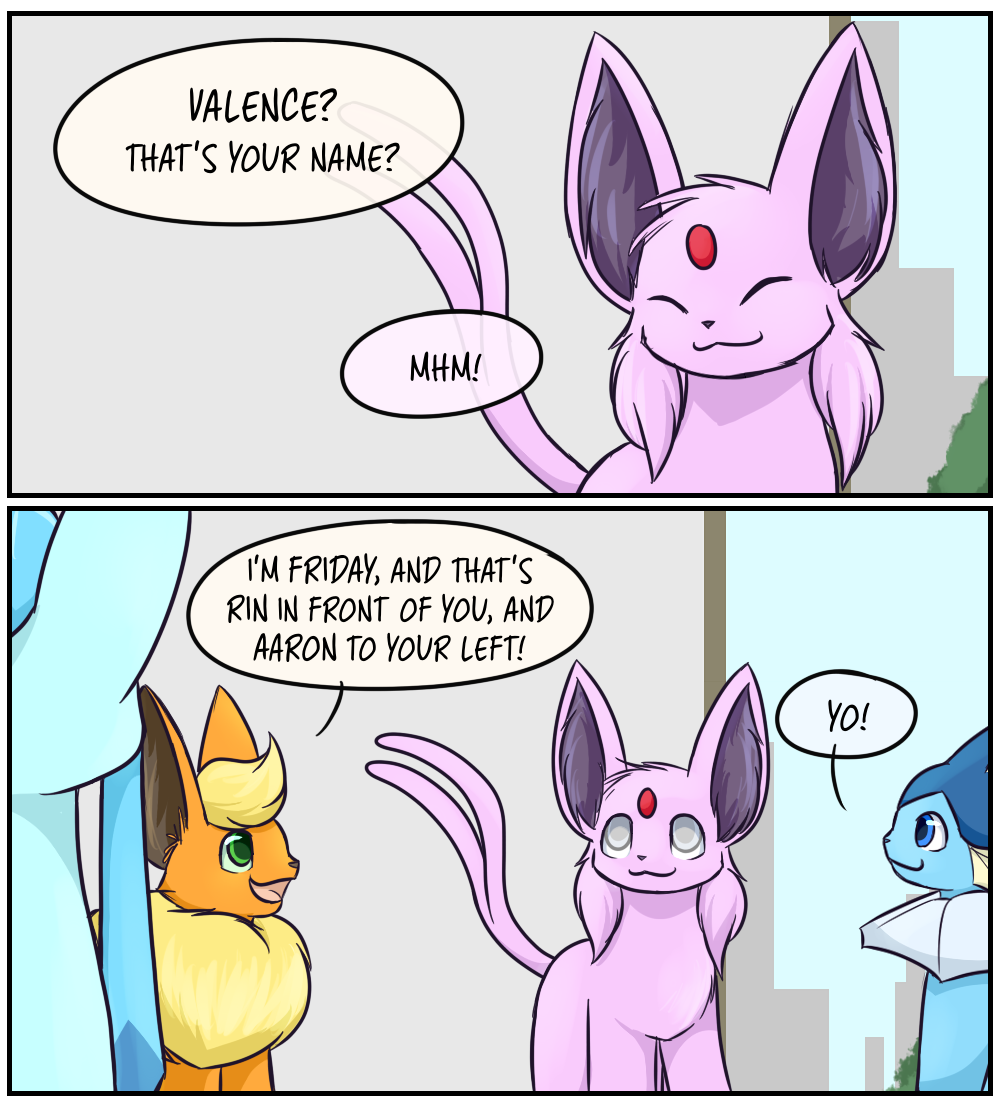 VALENCE?
THAT'S YOUR NAME?
MHM!
I'M FRIDAY, AND THAT'S
RIN IN FRONT OF YOU, AND
AARON TO YOUR LEFT!
YO!